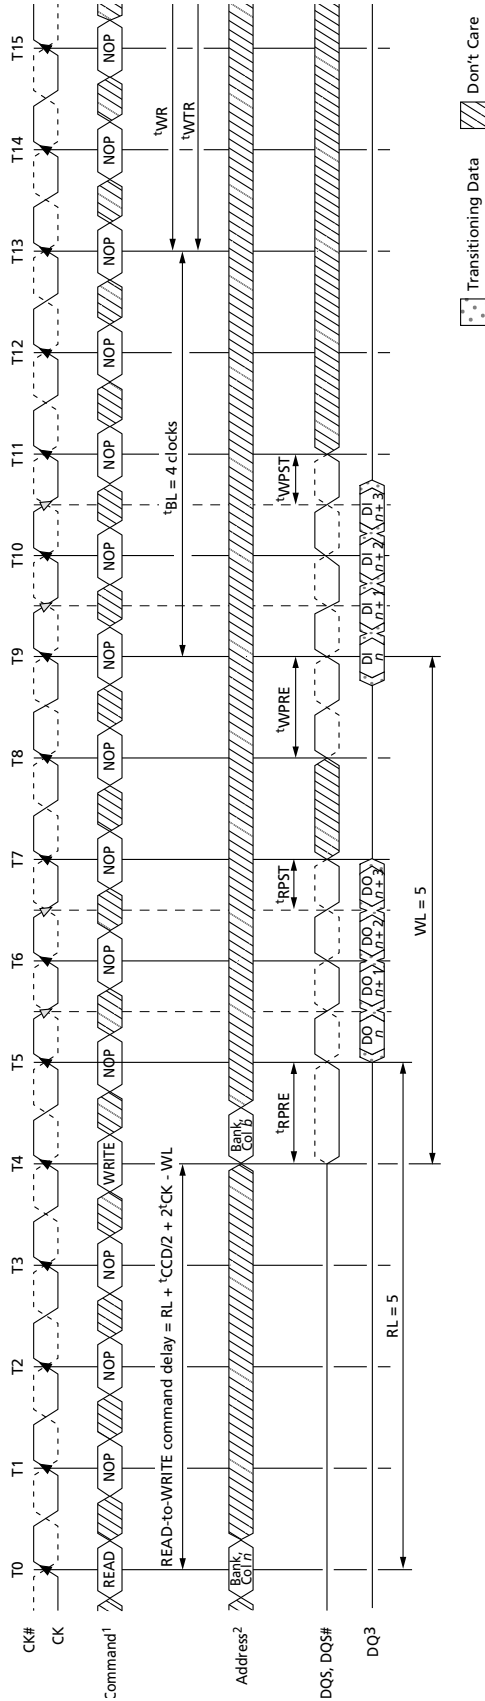 T0 T1 T2 T3 T4 T5 T6 T7 T8 T9 T10 T11 T12 T13 T14 T15
CK#
CK
Command1 READ NOP NOP NOP WRITE NOP NOP NOP NOP NOP NOP NOP NOP NOP NOP NOP
READ-to-WRITE command delay = RL + tCCD/2 + 2tCK - WL
tBL = 4 clocks
tWR
tWTR
Address2 Bank, Col n Bank, Col b
tRPRE tRPST tWPRE tWPST
DQS, DQS#
DQ3 DO n DO n + 1 DO n + 2 DO n + 3 DI n DI n + 1 DI n + 2 DI n + 3
RL = 5
WL = 5
Transitioning Data
Don't Care